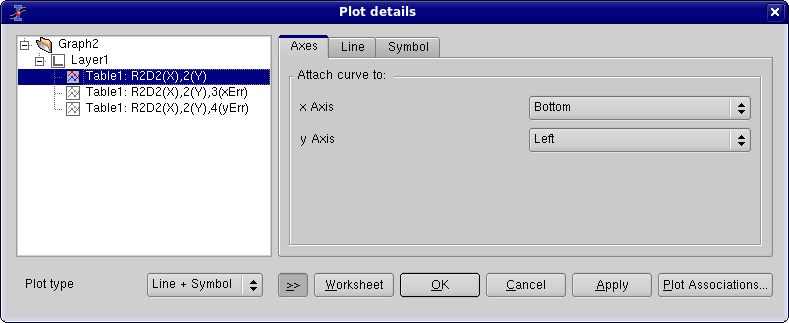 Plot details
Graph2
Layer1
Table1: R2D2(X),2(Y)
Table1: R2D2(X),2(Y),3(xErr)
Table1: R2D2(X),2(Y),4(yErr)
Axes Line Symbol
Attach curve to:
x Axis Bottom
y Axis Left
Plot type Line + Symbol >> Worksheet OK Cancel Apply Plot Associations...